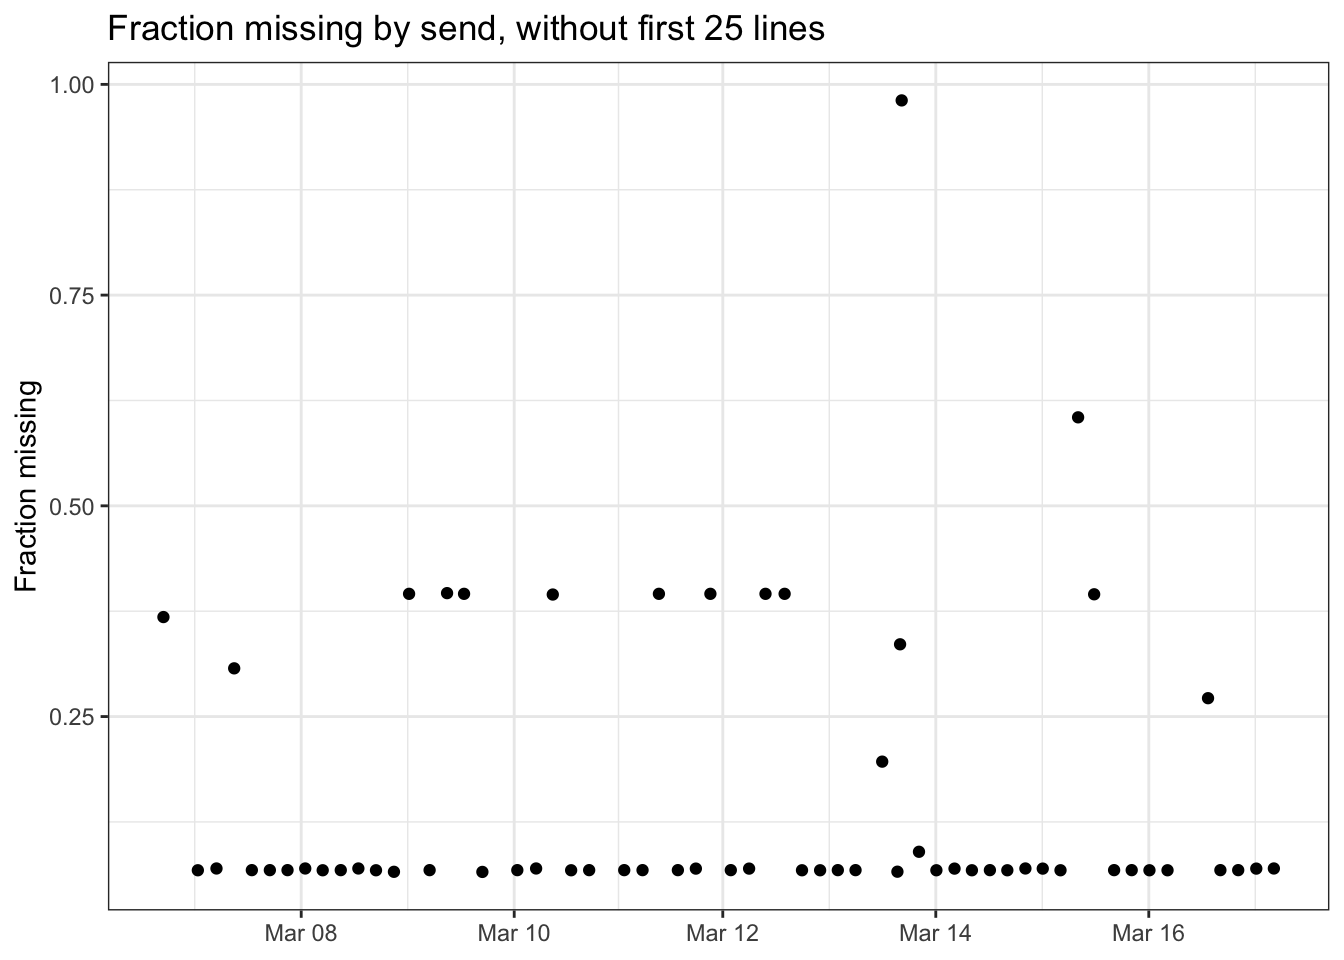 Fraction missing by send, without first 25 lines
1.00
0.75
0.50
0.25
Fraction missing
Mar 08
Mar 10
Mar 12
Mar 14
Mar 16